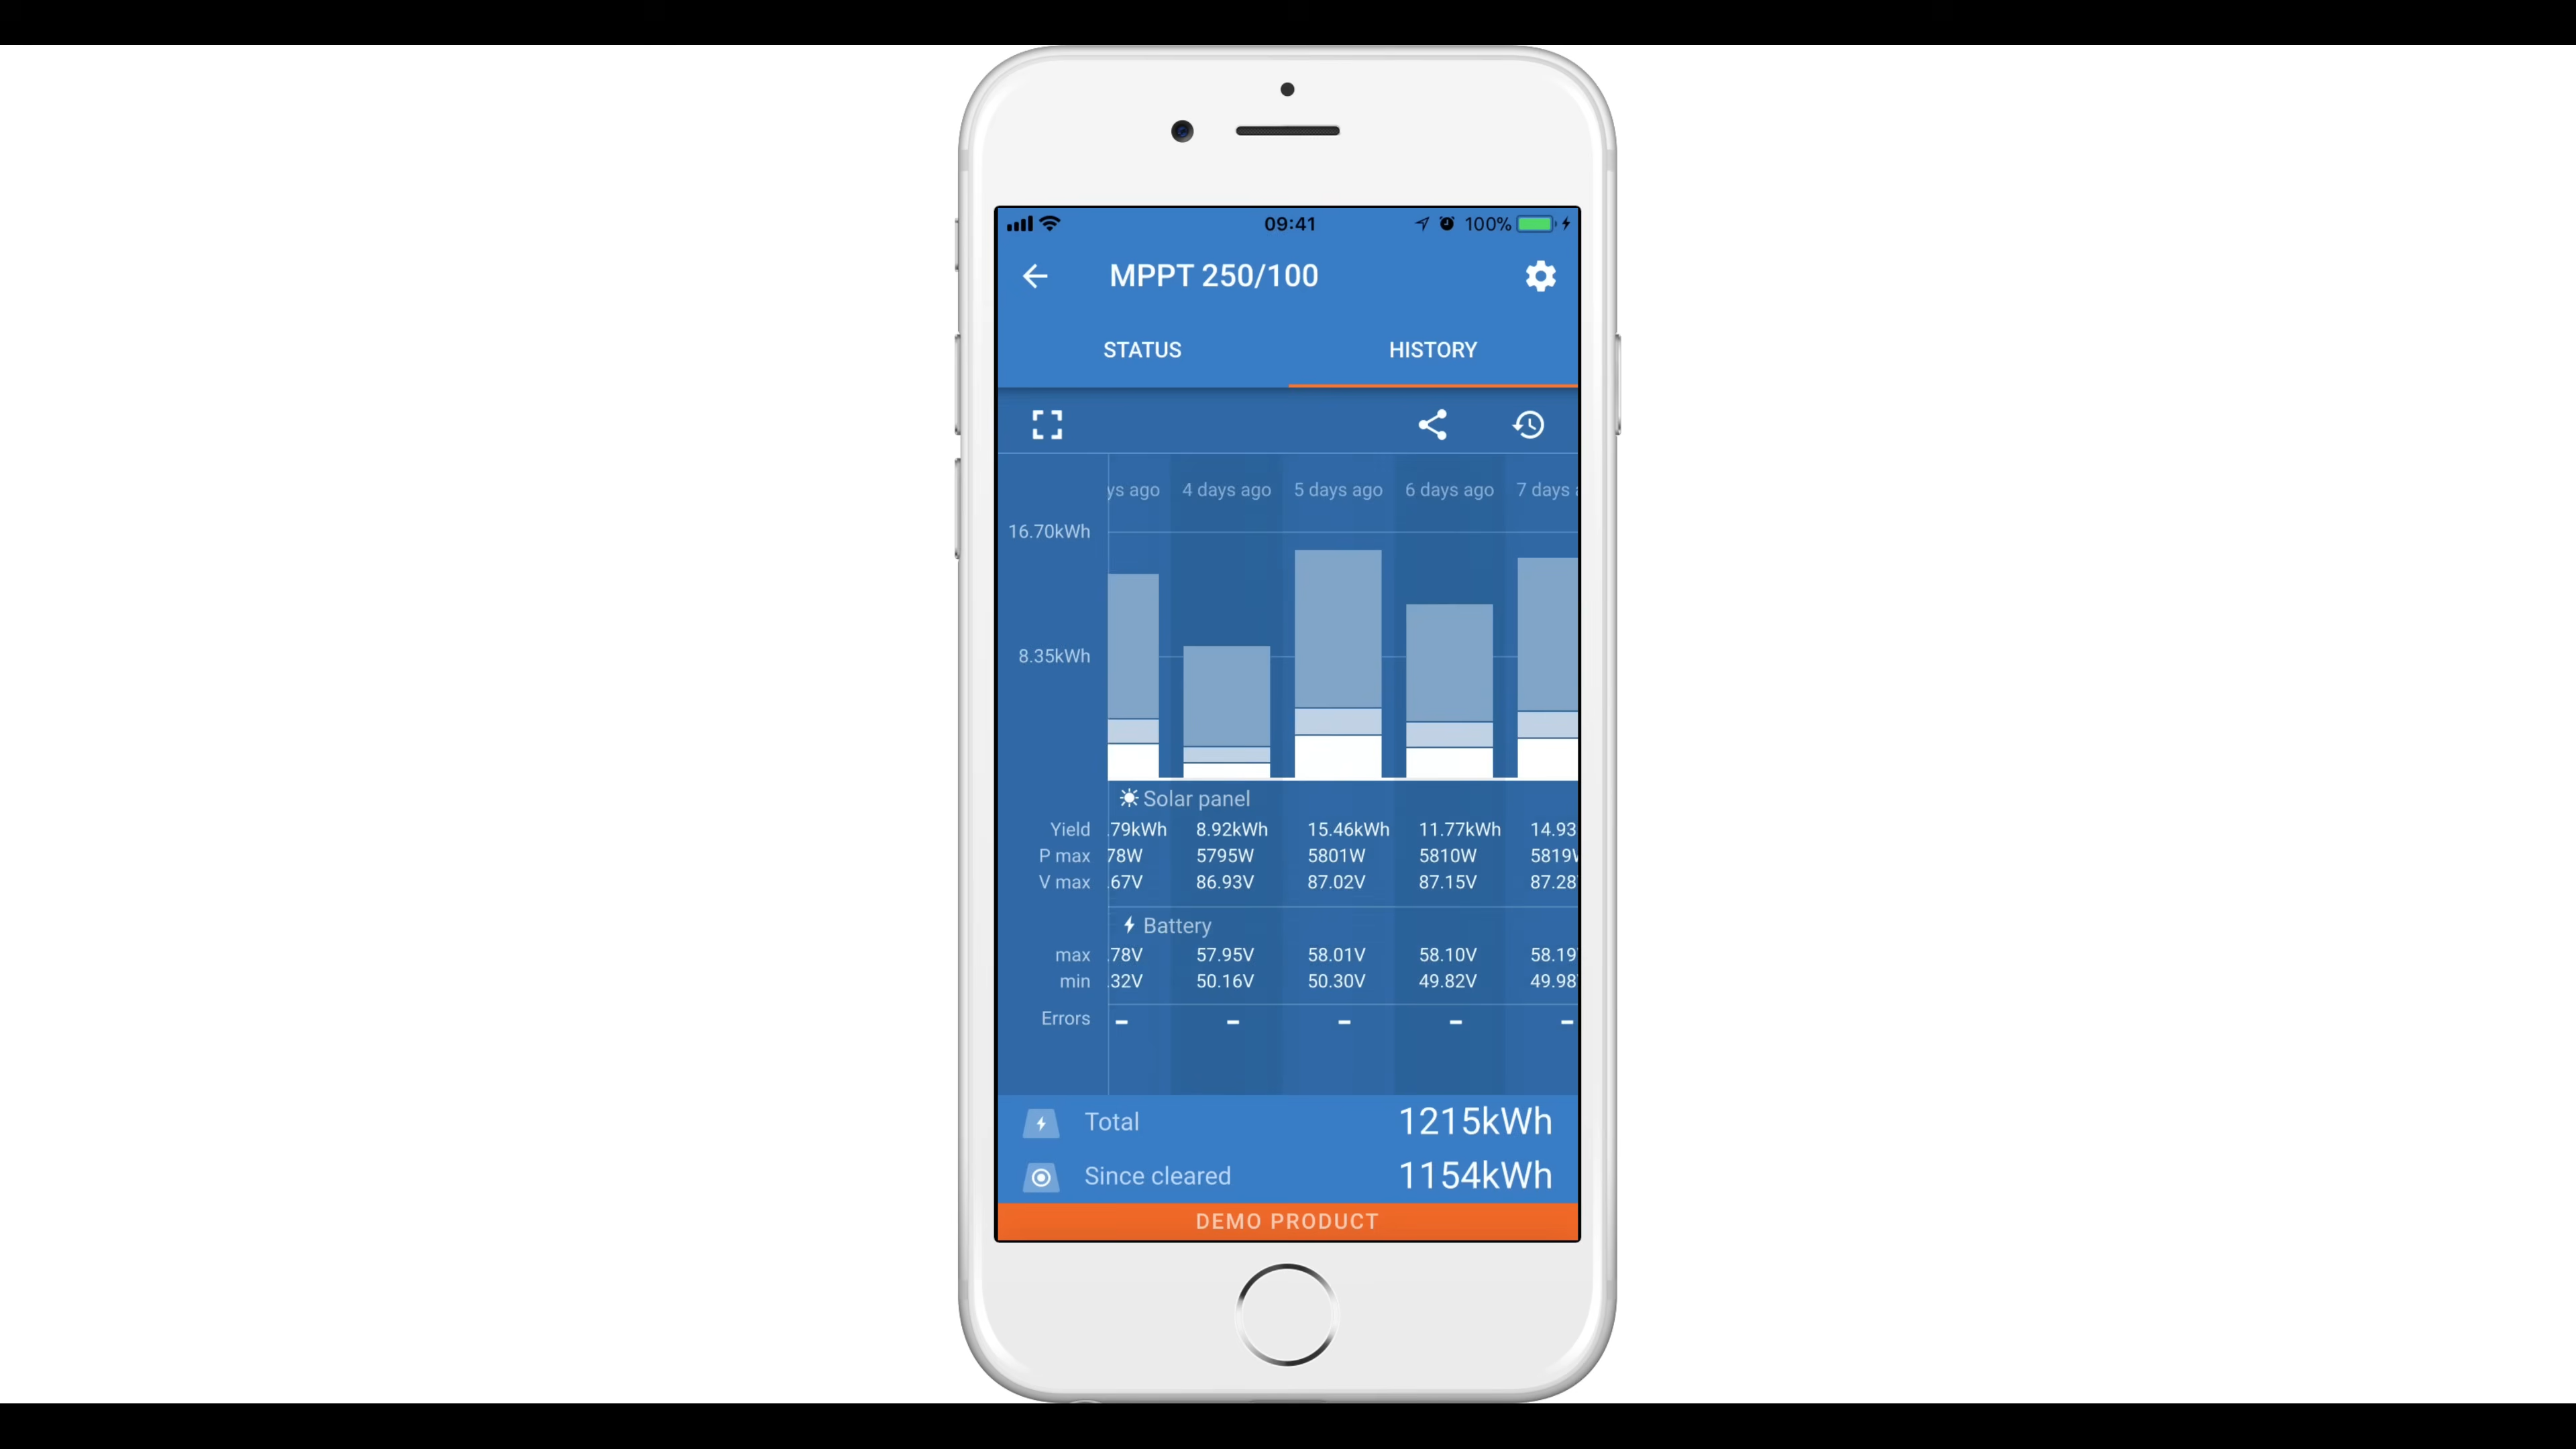 09:41 100%
MPPT 250/100
STATUS HISTORY
ys ago 4 days ago 5 days ago 6 days ago 7 days
16.70kWh
8.35kWh
Solar panel
Yield .79kWh 8.92kWh 15.46kWh 11.77kWh 14.93
P max 78W 5795W 5801W 5810W 5819W
V max .67V 86.93V 87.02V 87.15V 87.28
Battery
max .78V 57.95V 58.01V 58.10V 58.19
min .32V 50.16V 50.30V 49.82V 49.98
Errors – – – – –
Total 1215kWh
Since cleared 1154kWh
DEMO PRODUCT